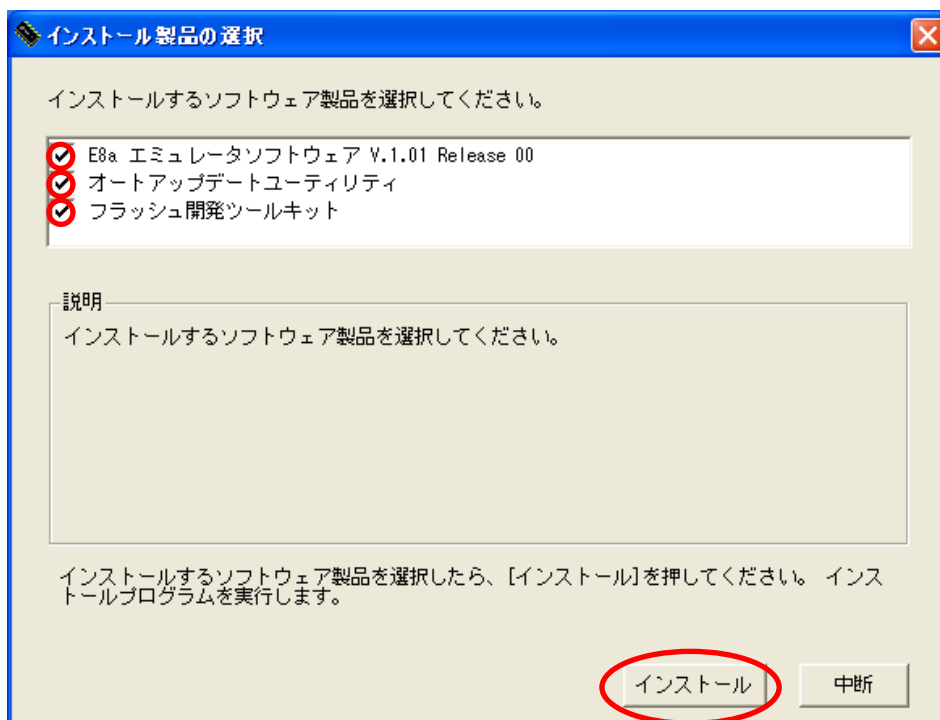 インストール製品の選択
インストールするソフトウェア製品を選択してください。
E8a エミュレータソフトウェア V.1.01 Release 00
オートアップデートユーティリティ
フラッシュ開発ツールキット
説明
インストールするソフトウェア製品を選択してください。
インストールするソフトウェア製品を選択したら、[インストール]を押してください。 インス
トールプログラムを実行します。
インストール 中断